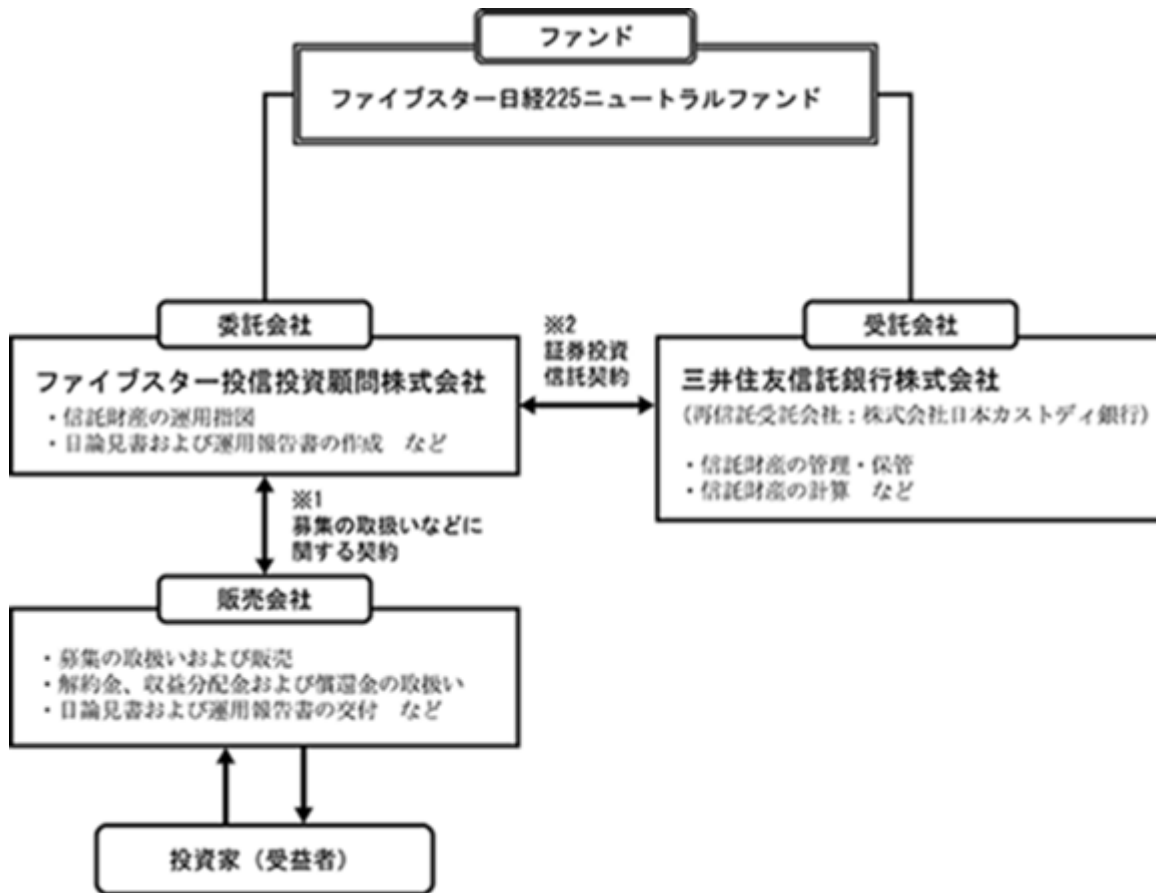 ファンド
ファイブスター日経225ニュートラルファンド
委託会社
ファイブスター投信投資顧問株式会社
・信託財産の運用指図
・目論見書および運用報告書の作成　など
※2
証券投資
信託契約
受託会社
三井住友信託銀行株式会社
(再信託受託会社：株式会社日本カストディ銀行)
・信託財産の管理・保管
・信託財産の計算　など
※1
募集の取扱いなどに
関する契約
販売会社
・募集の取扱いおよび販売
・解約金、収益分配金および償還金の取扱い
・目論見書および運用報告書の交付　など
投資家（受益者）